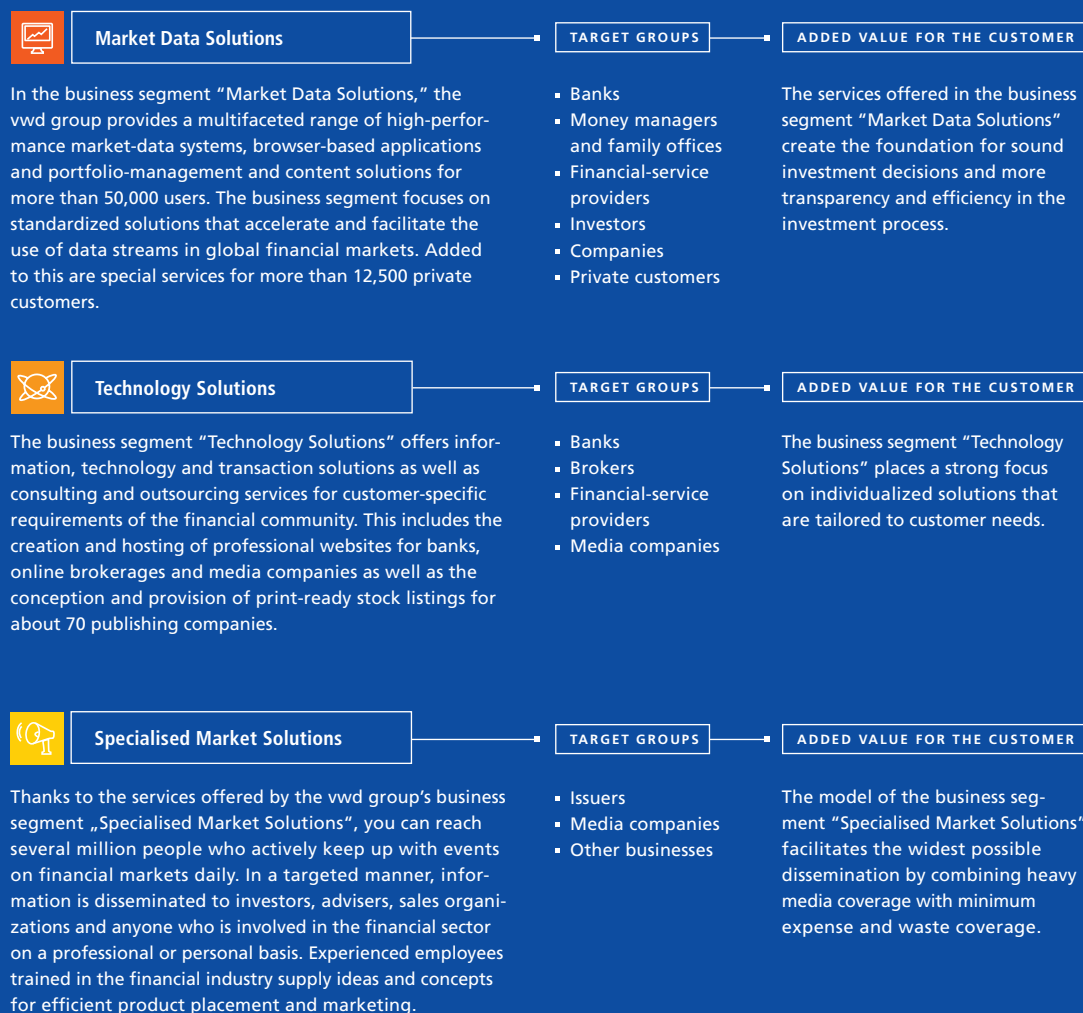 Market Data Solutions
TARGET GROUPS
ADDED VALUE FOR THE CUSTOMER
In the business segment “Market Data Solutions,” the
vwd group provides a multifaceted range of high-perfor-
mance market-data systems, browser-based applications
and portfolio-management and content solutions for
more than 50,000 users. The business segment focuses on
standardized solutions that accelerate and facilitate the
use of data streams in global financial markets. Added
to this are special services for more than 12,500 private
customers.
▪ Banks
▪ Money managers
and family offices
▪ Financial-service
providers
▪ Investors
▪ Companies
▪ Private customers
The services offered in the business
segment “Market Data Solutions”
create the foundation for sound
investment decisions and more
transparency and efficiency in the
investment process.
Technology Solutions
TARGET GROUPS
ADDED VALUE FOR THE CUSTOMER
The business segment “Technology Solutions” offers infor-
mation, technology and transaction solutions as well as
consulting and outsourcing services for customer-specific
requirements of the financial community. This includes the
creation and hosting of professional websites for banks,
online brokerages and media companies as well as the
conception and provision of print-ready stock listings for
about 70 publishing companies.
▪ Banks
▪ Brokers
▪ Financial-service
providers
▪ Media companies
The business segment “Technology
Solutions” places a strong focus
on individualized solutions that
are tailored to customer needs.
Specialised Market Solutions
TARGET GROUPS
ADDED VALUE FOR THE CUSTOMER
Thanks to the services offered by the vwd group’s business
segment „Specialised Market Solutions“, you can reach
several million people who actively keep up with events
on financial markets daily. In a targeted manner, infor-
mation is disseminated to investors, advisers, sales organi-
zations and anyone who is involved in the financial sector
on a professional or personal basis. Experienced employees
trained in the financial industry supply ideas and concepts
for efficient product placement and marketing.
▪ Issuers
▪ Media companies
▪ Other businesses
The model of the business seg-
ment “Specialised Market Solutions”
facilitates the widest possible
dissemination by combining heavy
media coverage with minimum
expense and waste coverage.